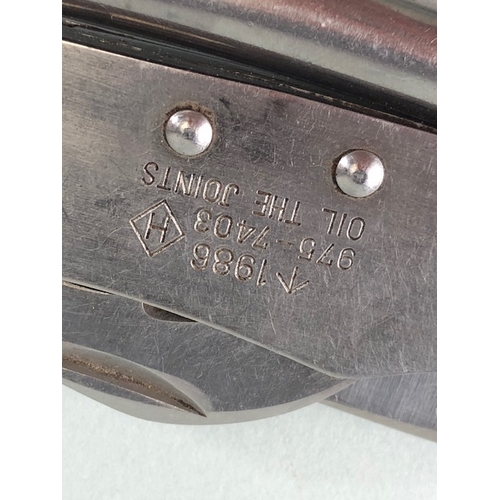 ↑ 1986
975-7403 H
OIL THE JOINTS